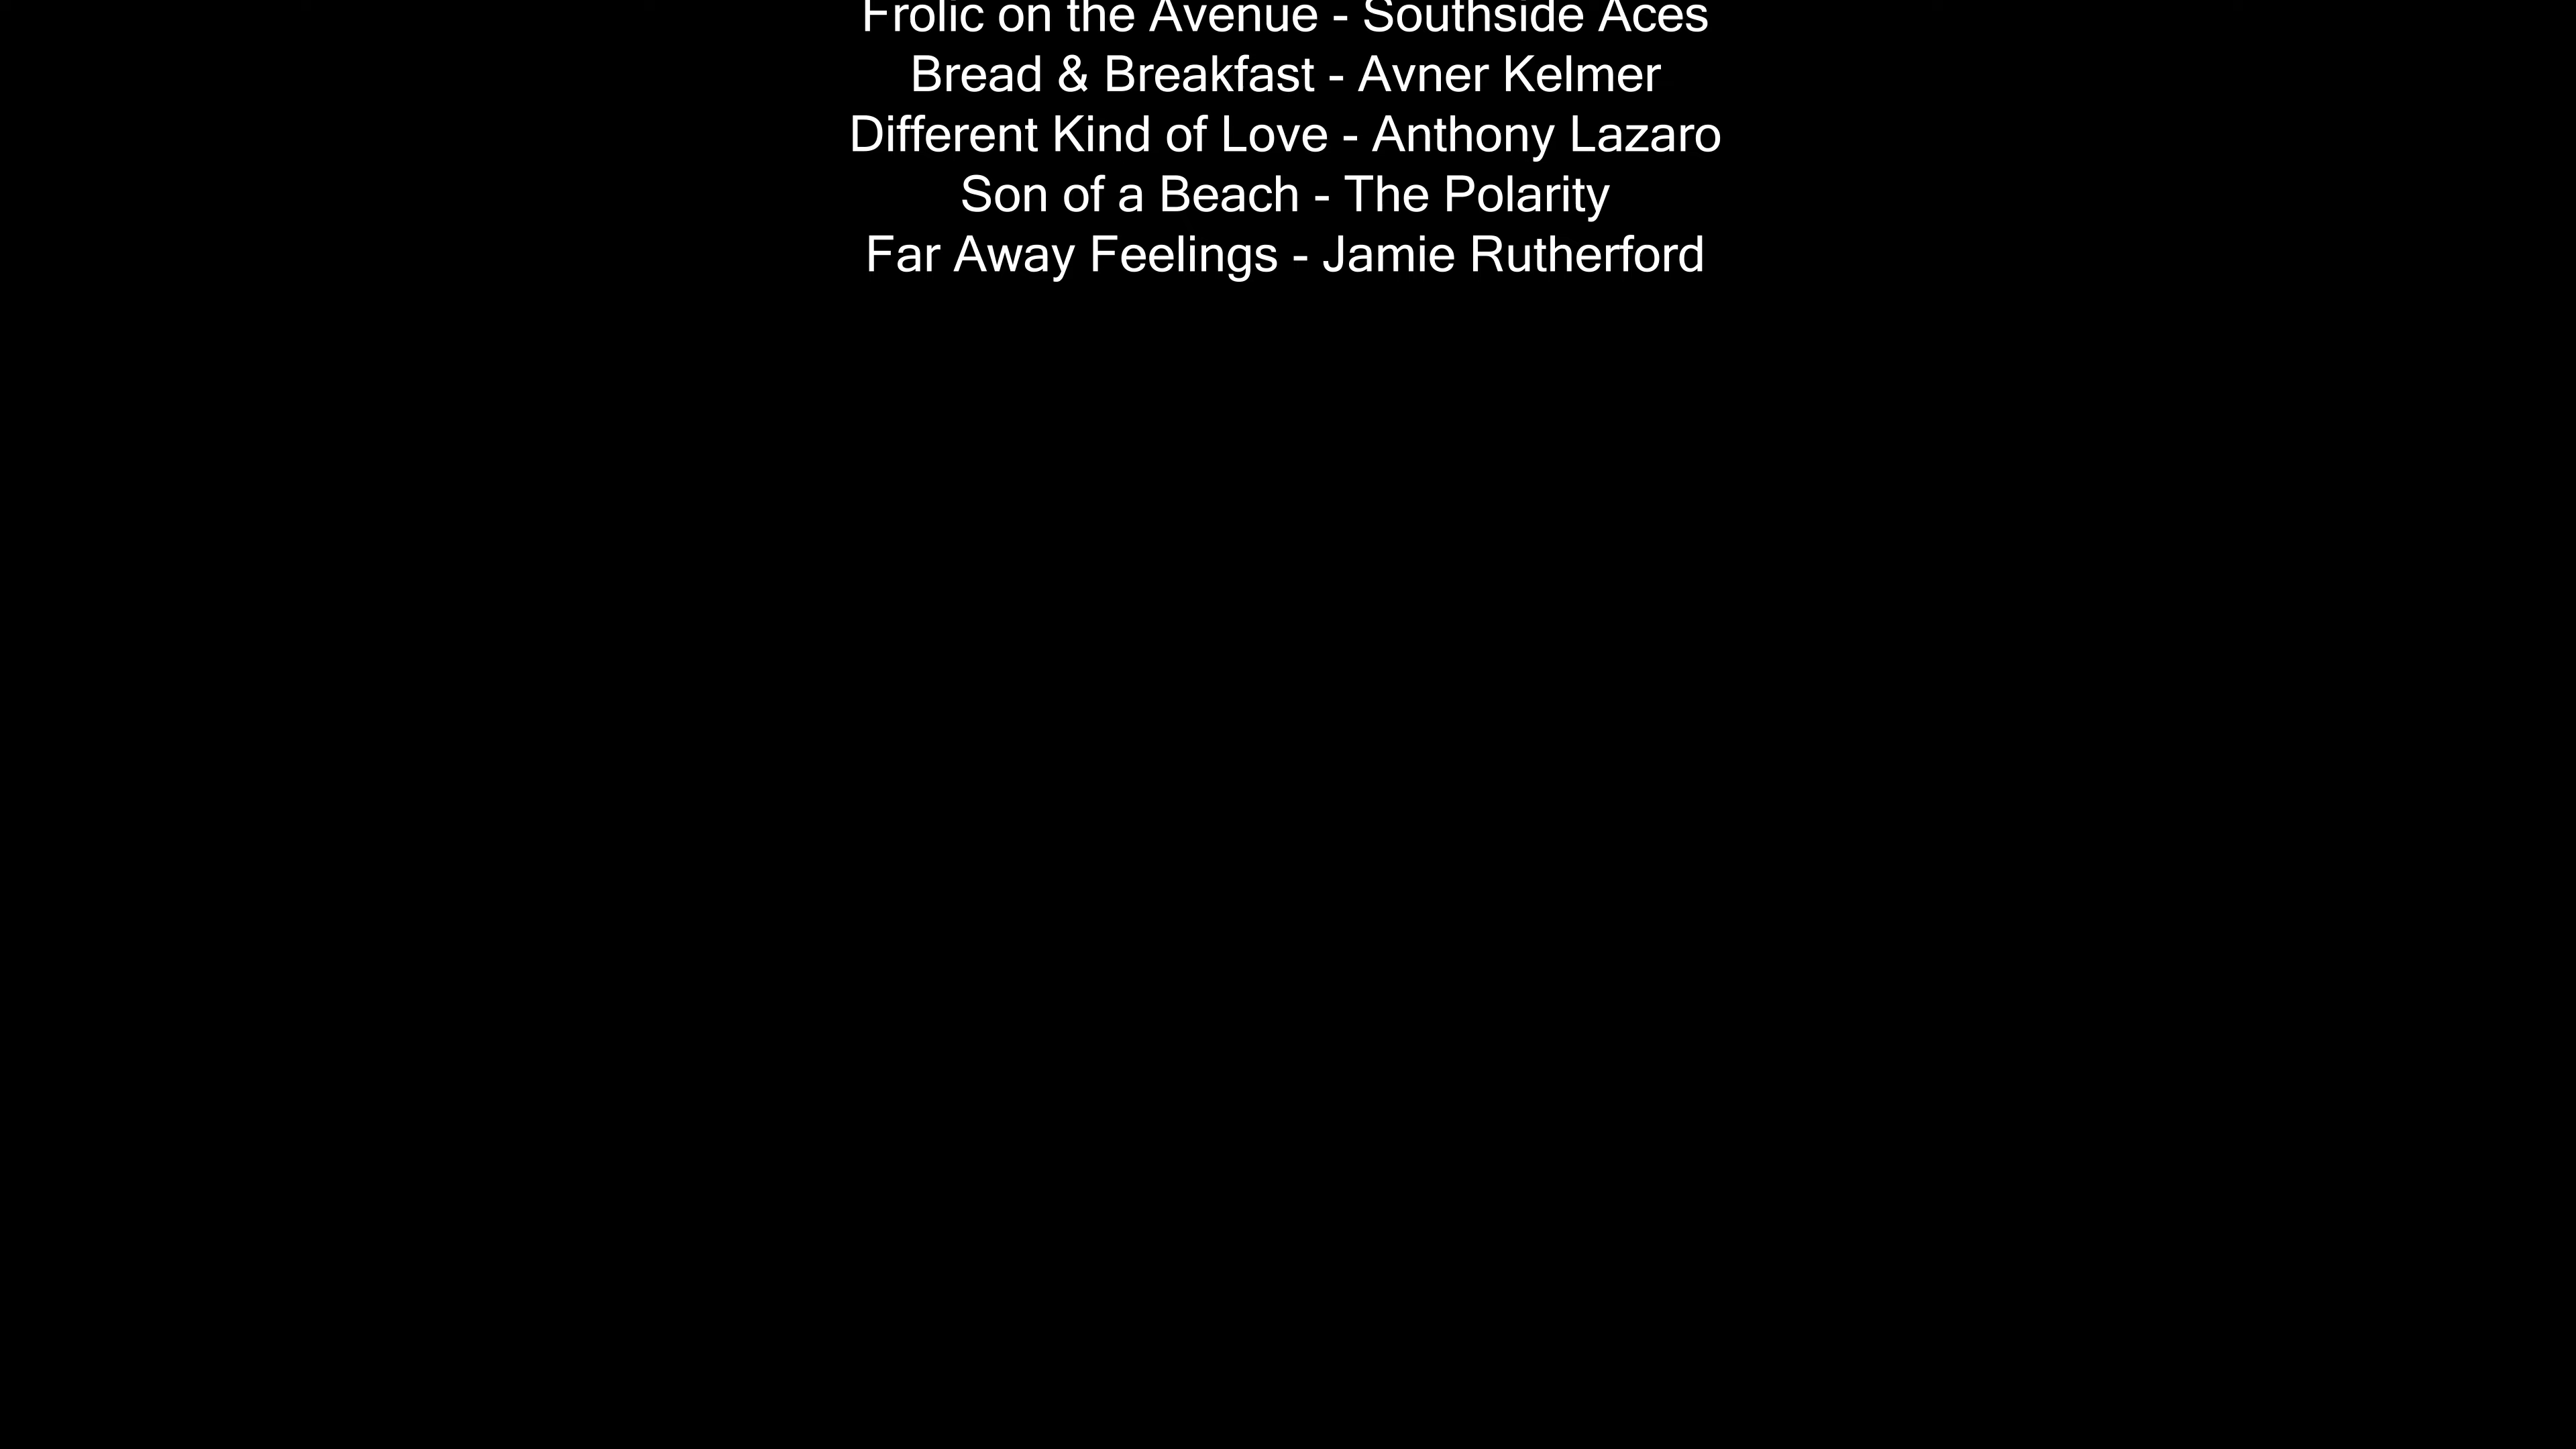 Frolic on the Avenue - Southside Aces
Bread & Breakfast - Avner Kelmer
Different Kind of Love - Anthony Lazaro
Son of a Beach - The Polarity
Far Away Feelings - Jamie Rutherford